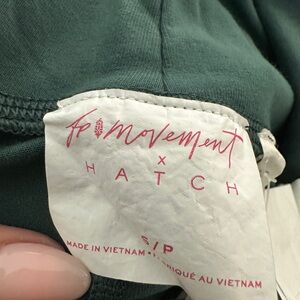 fp movement
x
HATCH
S/P
MADE IN VIETNAM • FABRIQUÉ AU VIETNAM